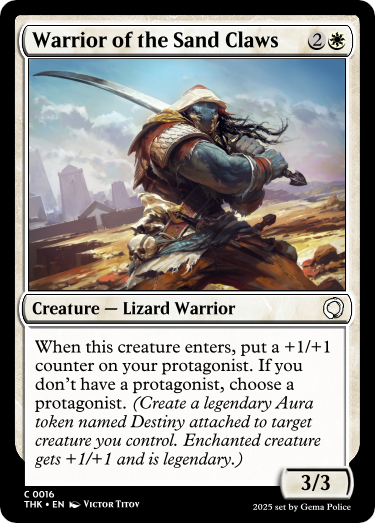 Warrior of the Sand Claws 2
Creature — Lizard Warrior
When this creature enters, put a +1/+1
counter on your protagonist. If you
don't have a protagonist, choose a
protagonist. (Create a legendary Aura
token named Destiny attached to target
creature you control. Enchanted creature
gets +1/+1 and is legendary.)
3/3
C 0016
THK • EN Victor Titov
2025 set by Gema Police